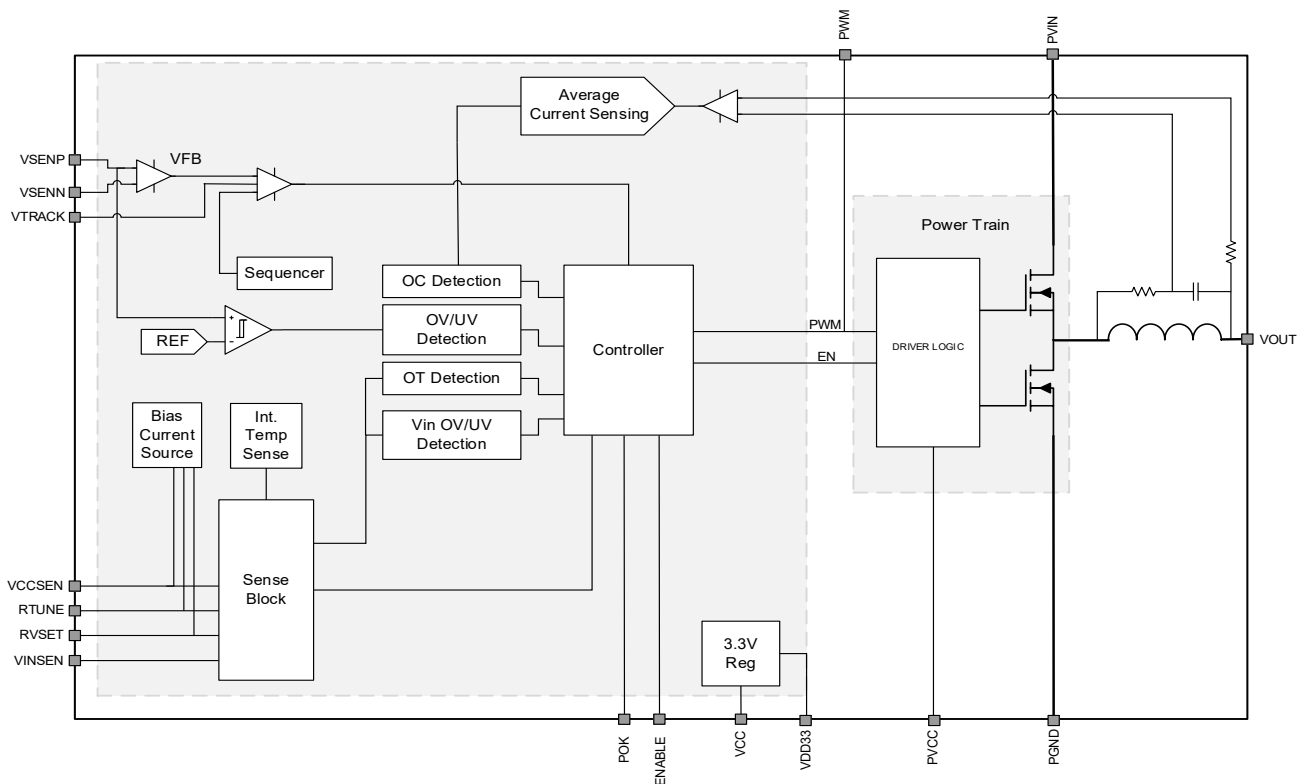 PWM
PVIN
Average
Current Sensing
VSENP
VFB
VSENN
VTRACK
Power Train
Sequencer
OC Detection
REF
OV/UV
Detection
Controller
PWM
EN
DRIVER LOGIC
VOUT
OT Detection
Bias
Current
Source
Int.
Temp
Sense
Vin OV/UV
Detection
VCCSEN
RTUNE
RVSET
VINSEN
Sense
Block
3.3V
Reg
POK
ENABLE
VCC
VDD33
PVCC
PGND